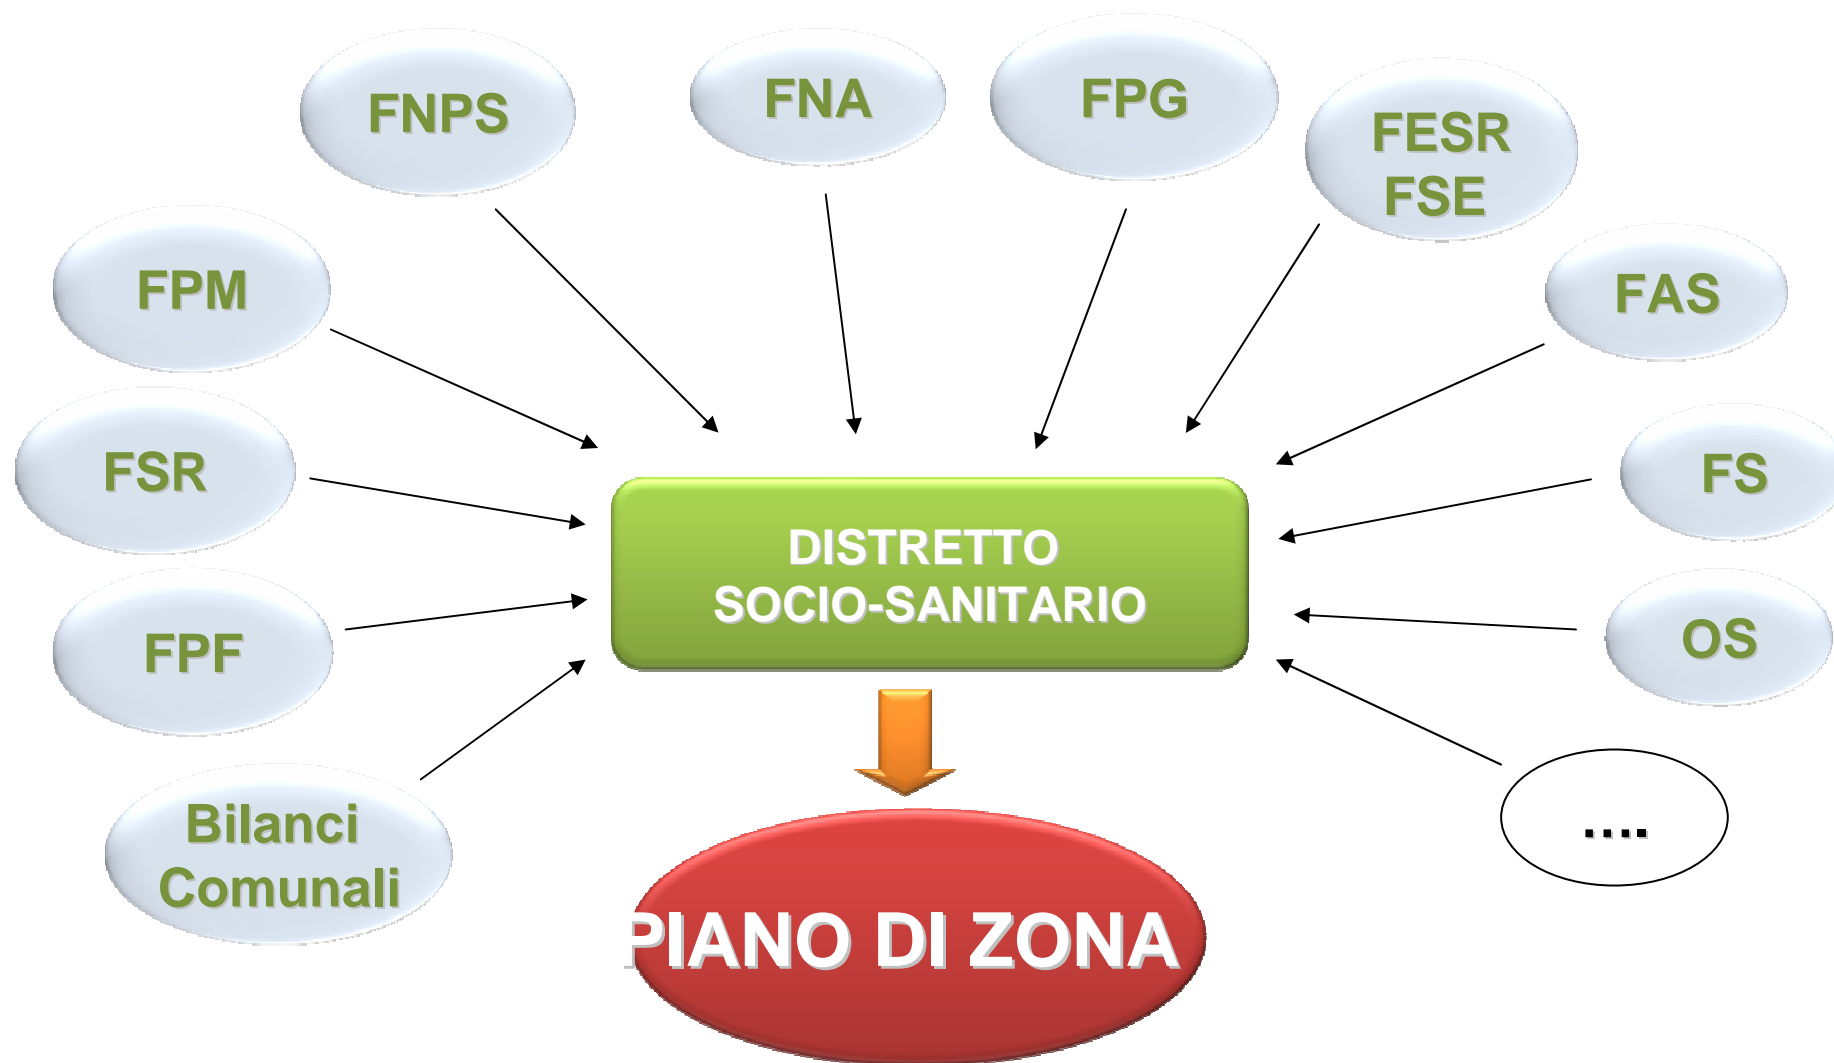 FNPS
FNA
FPG
FESR
FSE
FPM
FAS
FSR
FS
DISTRETTO
SOCIO-SANITARIO
FPF
OS
Bilanci
Comunali
....
PIANO DI ZONA